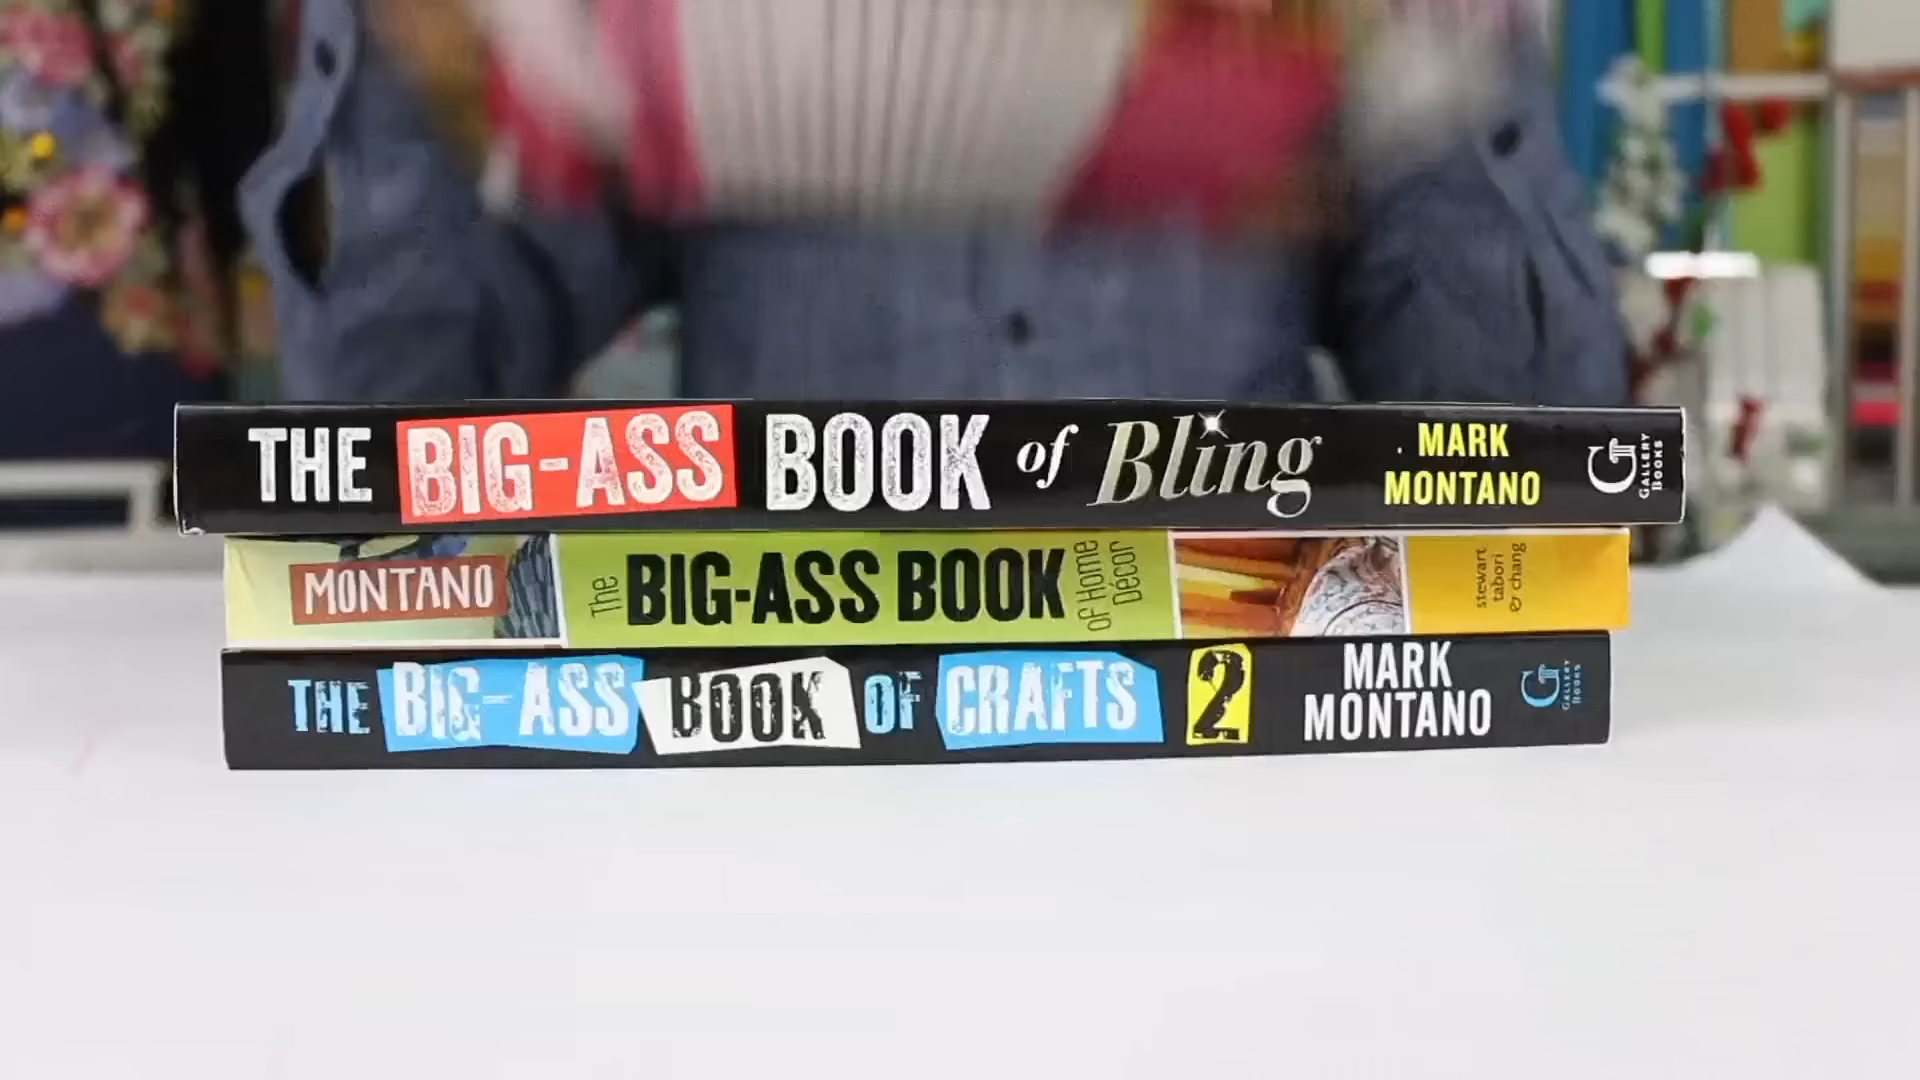 THE BIG-ASS BOOK of Bling MARK MONTANO G GALLERY BOOKS
MONTANO The BIG-ASS BOOK of Home Décor stewart tabori & chang
THE BIG-ASS BOOK OF CRAFTS 2 MARK MONTANO G GALLERY BOOKS